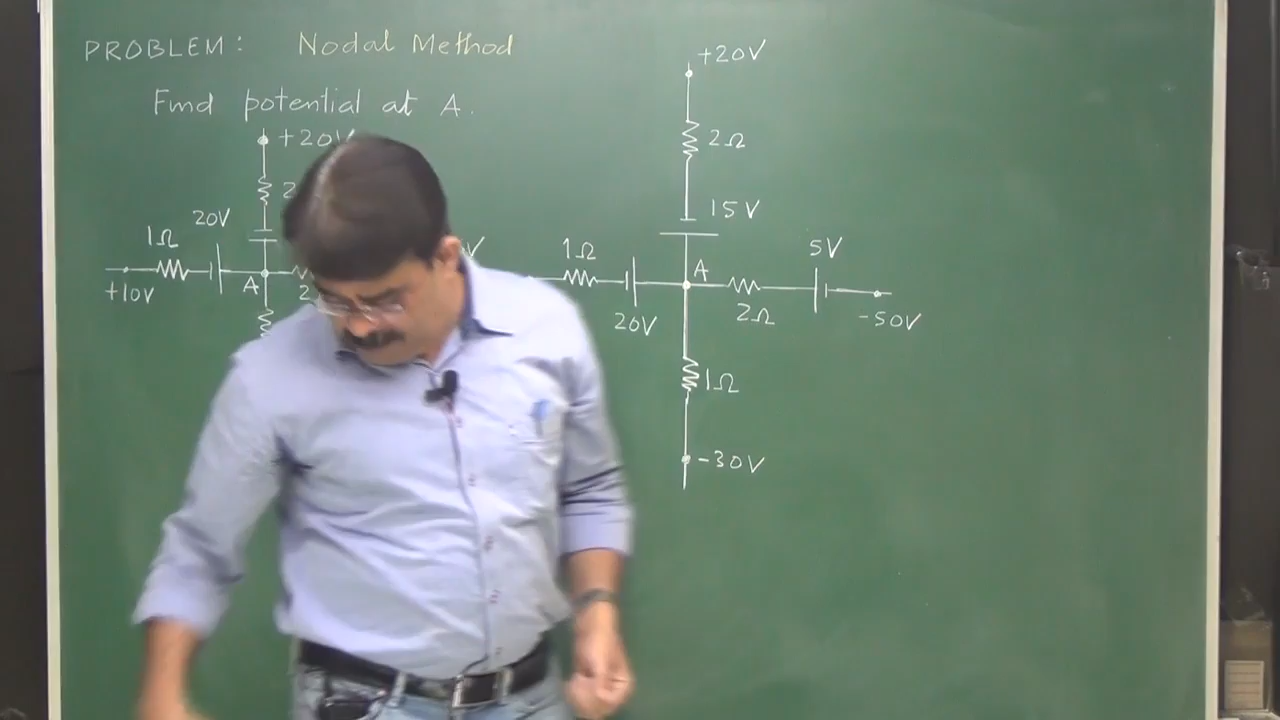 PROBLEM: Nodal Method
Find potential at A.
+20V
20V
1Ω
+10V
A
2
V
+20V
2Ω
15V
1Ω
20V
A
2Ω
5V
-50V
1Ω
-30V